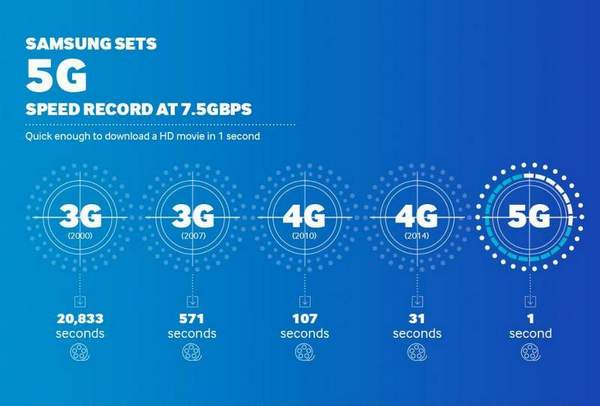 SAMSUNG SETS
5G
SPEED RECORD AT 7.5GBPS
Quick enough to download a HD movie in 1 second
3G
(2000)
3G
(2007)
4G
(2010)
4G
(2014)
5G
20,833
seconds
571
seconds
107
seconds
31
seconds
1
second